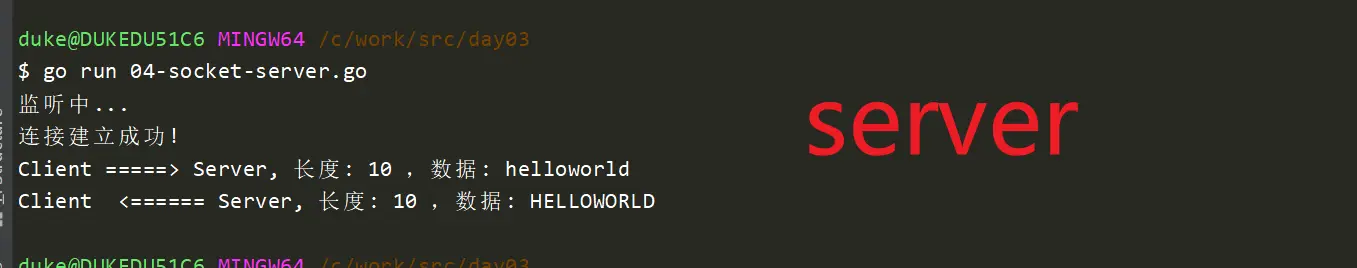 duke@DUKEDU51C6 MINGW64 /c/work/src/day03
$ go run 04-socket-server.go
监听中...
连接建立成功!
Client =====> Server, 长度: 10 , 数据: helloworld
Client  <====== Server, 长度: 10 , 数据: HELLOWORLD
server
duke@DUKEDU51C6 MINGW64 /c/work/src/day03